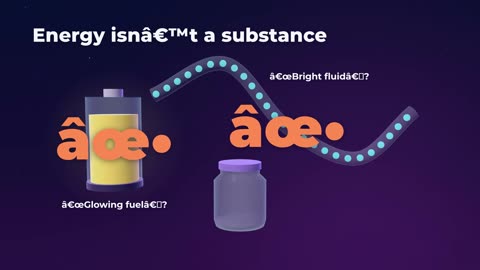 Energy isnâ€™t a substance
â€œBright fluidâ€▯?
âœ•
âœ•
â€œGlowing fuelâ€▯?